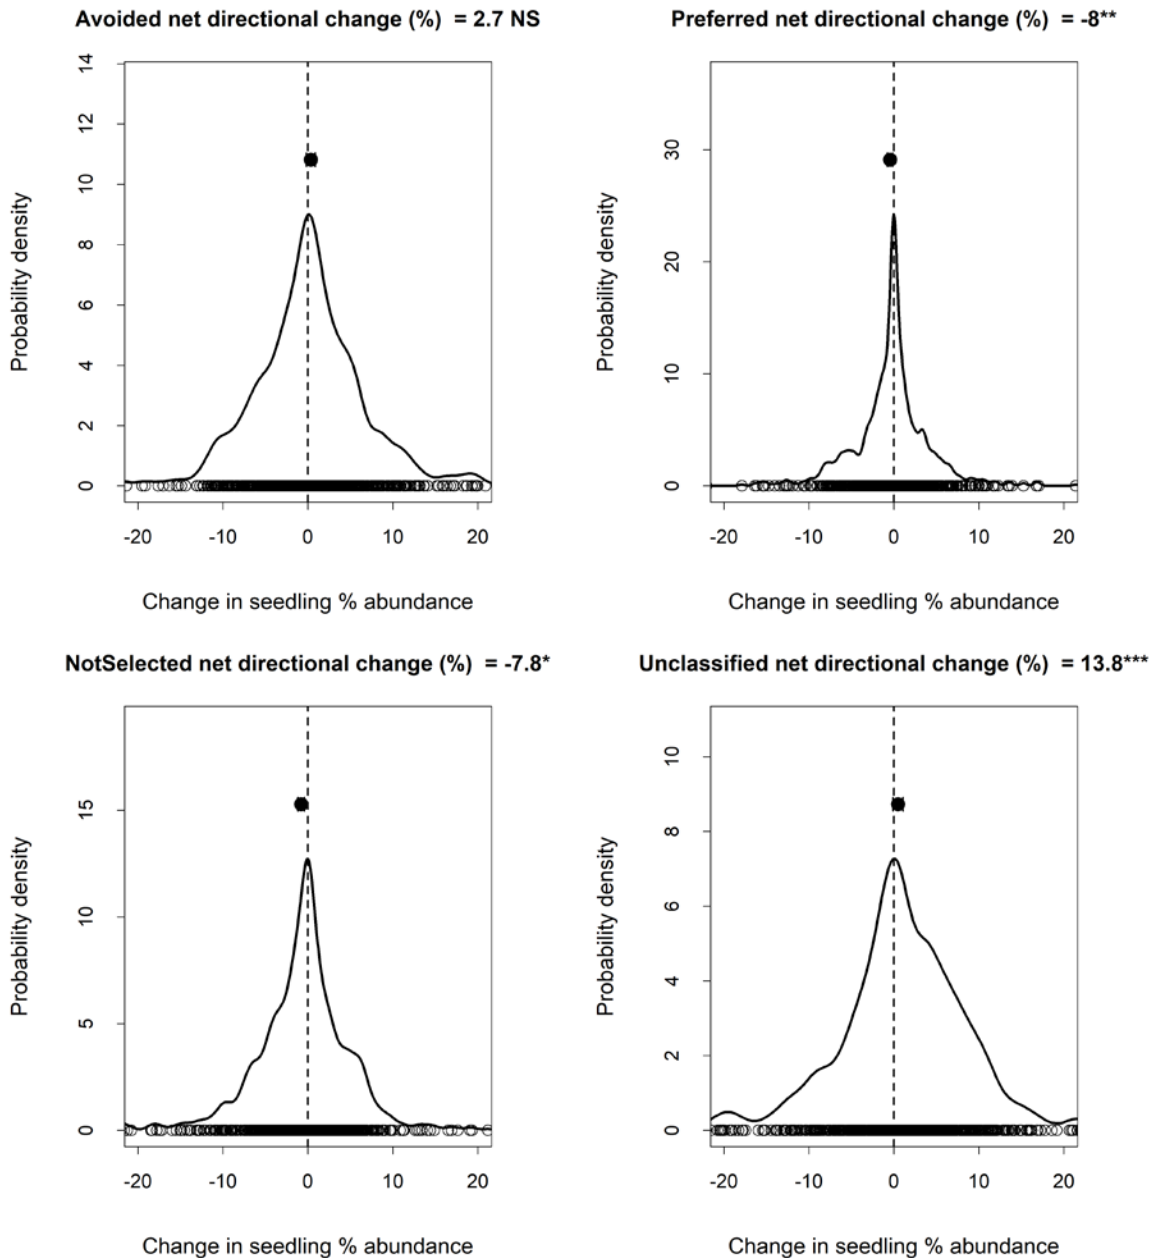 Avoided net directional change (%)  = 2.7 NS
Probability density
14
12
10
8
6
4
2
0
-20 -10 0 10 20
Change in seedling % abundance
Preferred net directional change (%)  = -8**
Probability density
30
20
10
0
-20 -10 0 10 20
Change in seedling % abundance
NotSelected net directional change (%)  = -7.8*
Probability density
15
10
5
0
-20 -10 0 10 20
Change in seedling % abundance
Unclassified net directional change (%)  = 13.8***
Probability density
10
8
6
4
2
0
-20 -10 0 10 20
Change in seedling % abundance